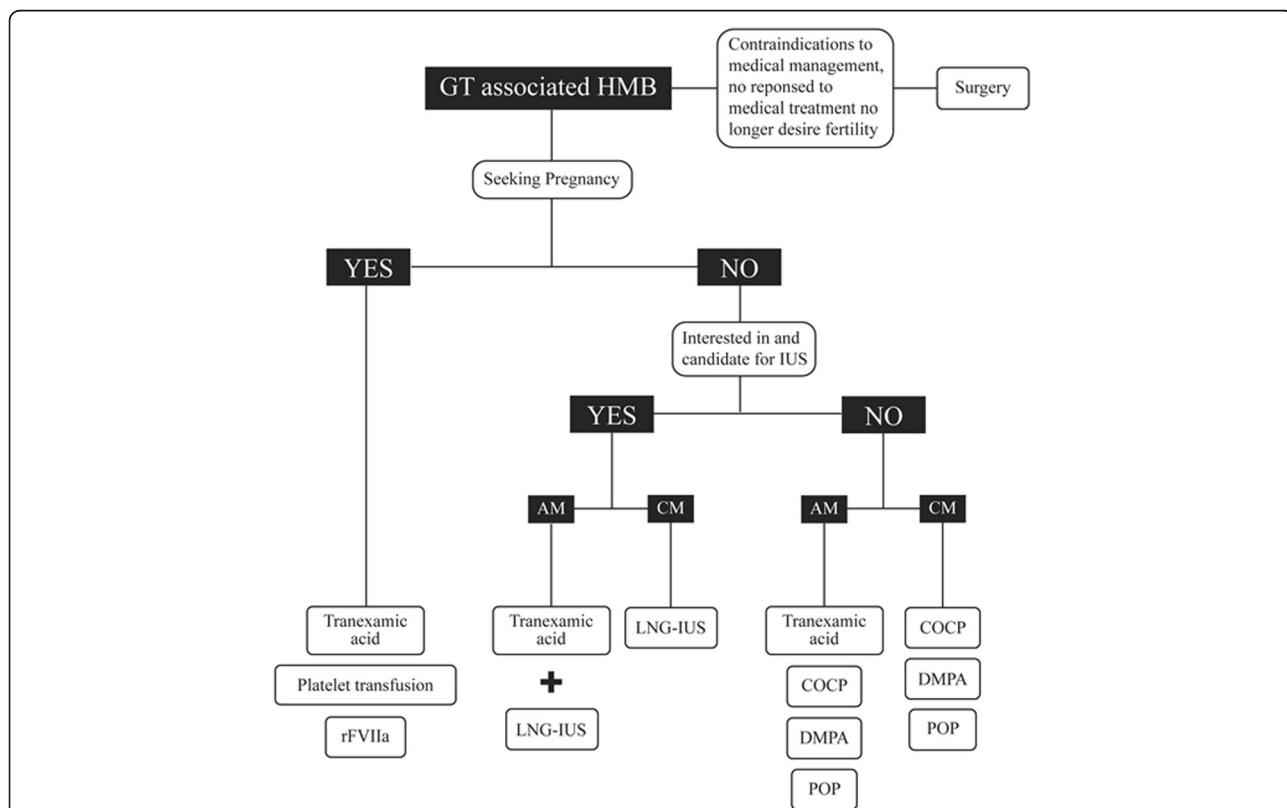 GT associated HMB
Contraindications to
medical management,
no reponsed to
medical treatment no
longer desire fertility
Surgery
Seeking Pregnancy
YES
NO
Interested in and
candidate for IUS
YES
NO
AM
CM
AM
CM
Tranexamic
acid
Platelet transfusion
rFVIIa
Tranexamic
acid
+
LNG-IUS
LNG-IUS
Tranexamic
acid
COCP
DMPA
POP
COCP
DMPA
POP